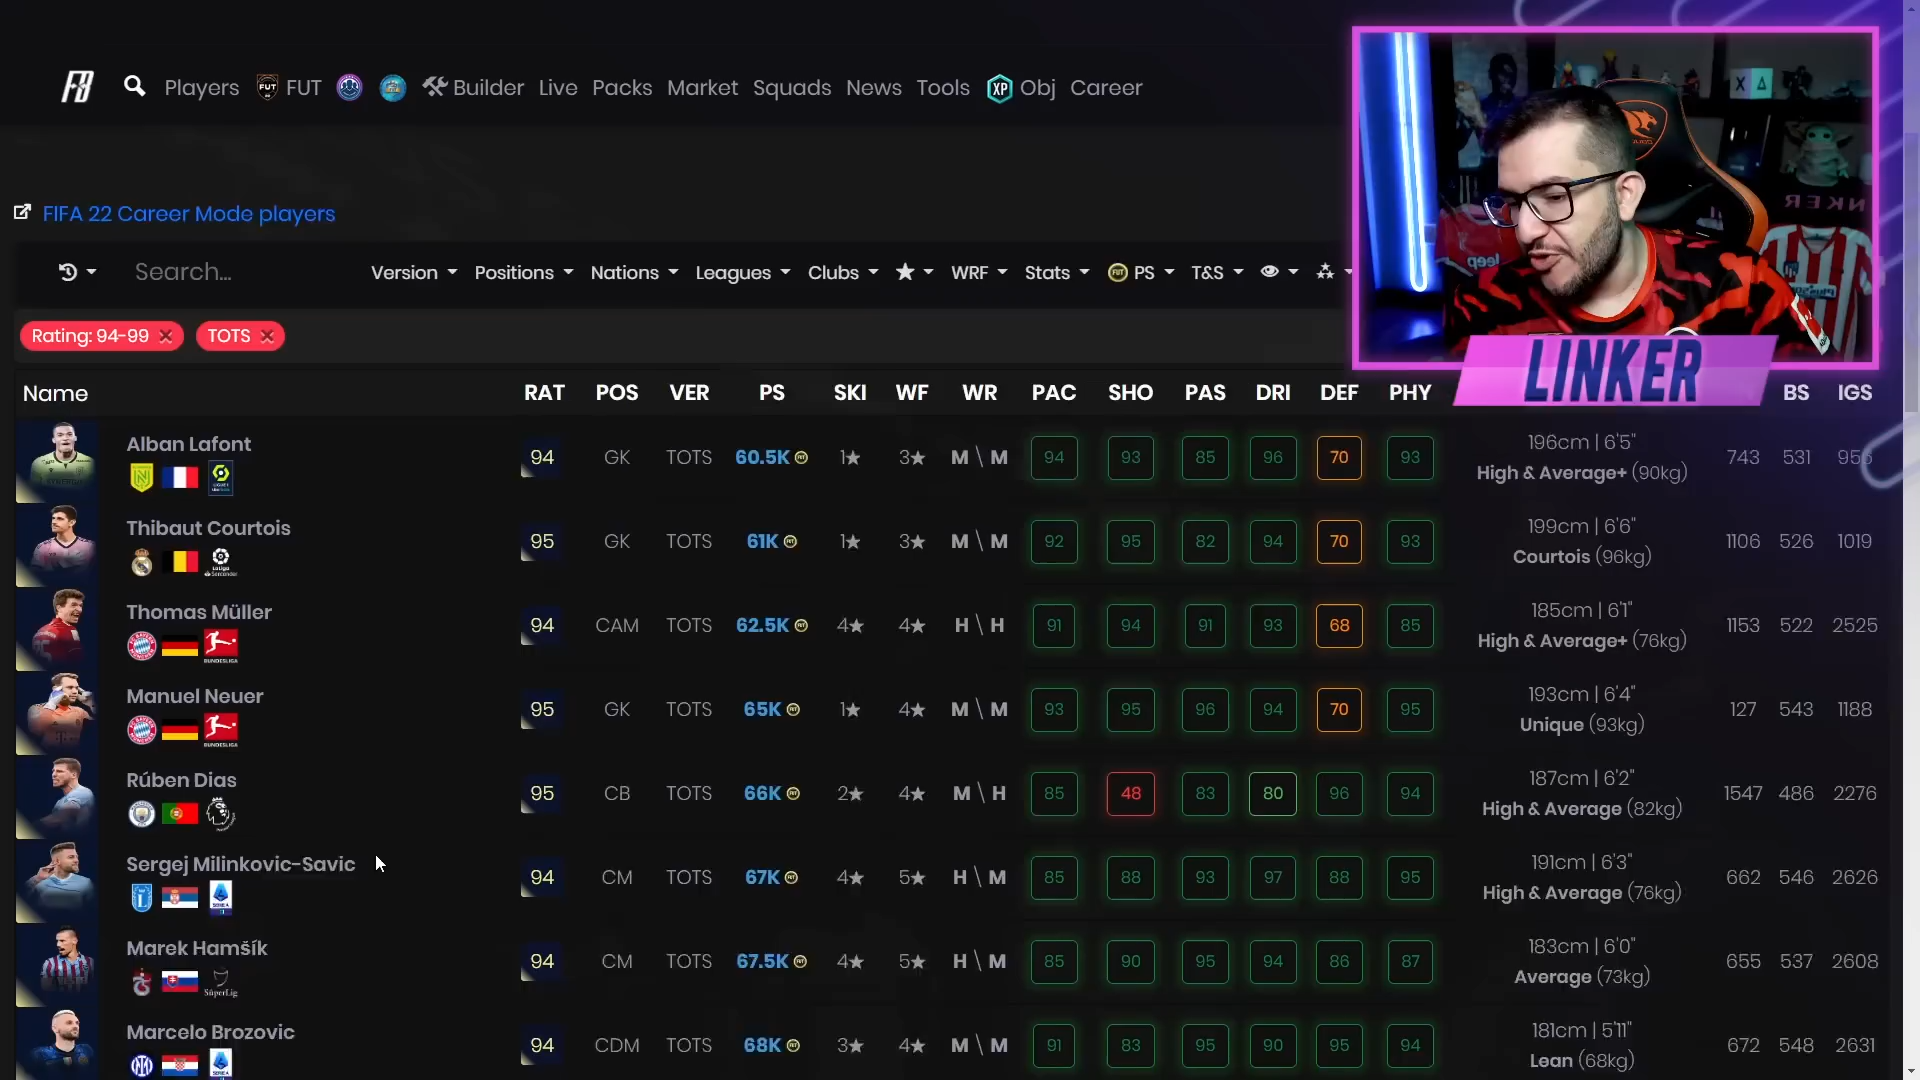 Players FUT Builder Live Packs Market Squads News Tools XP Obj Career
FIFA 22 Career Mode players
Search... Version Positions Nations Leagues Clubs WRF Stats PS T&S
Rating: 94-99 TOTS
LINKER
Name RAT POS VER PS SKI WF WR PAC SHO PAS DRI DEF PHY BS IGS
Alban Lafont 94 GK TOTS 60.5K 1★ 3★ M \ M 94 93 85 96 70 93 196cm | 6'5" High & Average+ (90kg) 743 531 956
Thibaut Courtois 95 GK TOTS 61K 1★ 3★ M \ M 92 95 82 94 70 93 199cm | 6'6" Courtois (96kg) 1106 526 1019
Thomas Müller 94 CAM TOTS 62.5K 4★ 4★ H \ H 91 94 91 93 68 85 185cm | 6'1" High & Average+ (76kg) 1153 522 2525
Manuel Neuer 95 GK TOTS 65K 1★ 4★ M \ M 93 95 96 94 70 95 193cm | 6'4" Unique (93kg) 127 543 1188
Rúben Dias 95 CB TOTS 66K 2★ 4★ M \ H 85 48 83 80 96 94 187cm | 6'2" High & Average (82kg) 1547 486 2276
Sergej Milinkovic-Savic 94 CM TOTS 67K 4★ 5★ H \ M 85 88 93 97 88 95 191cm | 6'3" High & Average (76kg) 662 546 2626
Marek Hamšík 94 CM TOTS 67.5K 4★ 5★ H \ M 85 90 95 94 86 87 183cm | 6'0" Average (73kg) 655 537 2608
Marcelo Brozovic 94 CDM TOTS 68K 3★ 4★ M \ M 91 83 95 90 95 94 181cm | 5'11" Lean (68kg) 672 548 2631